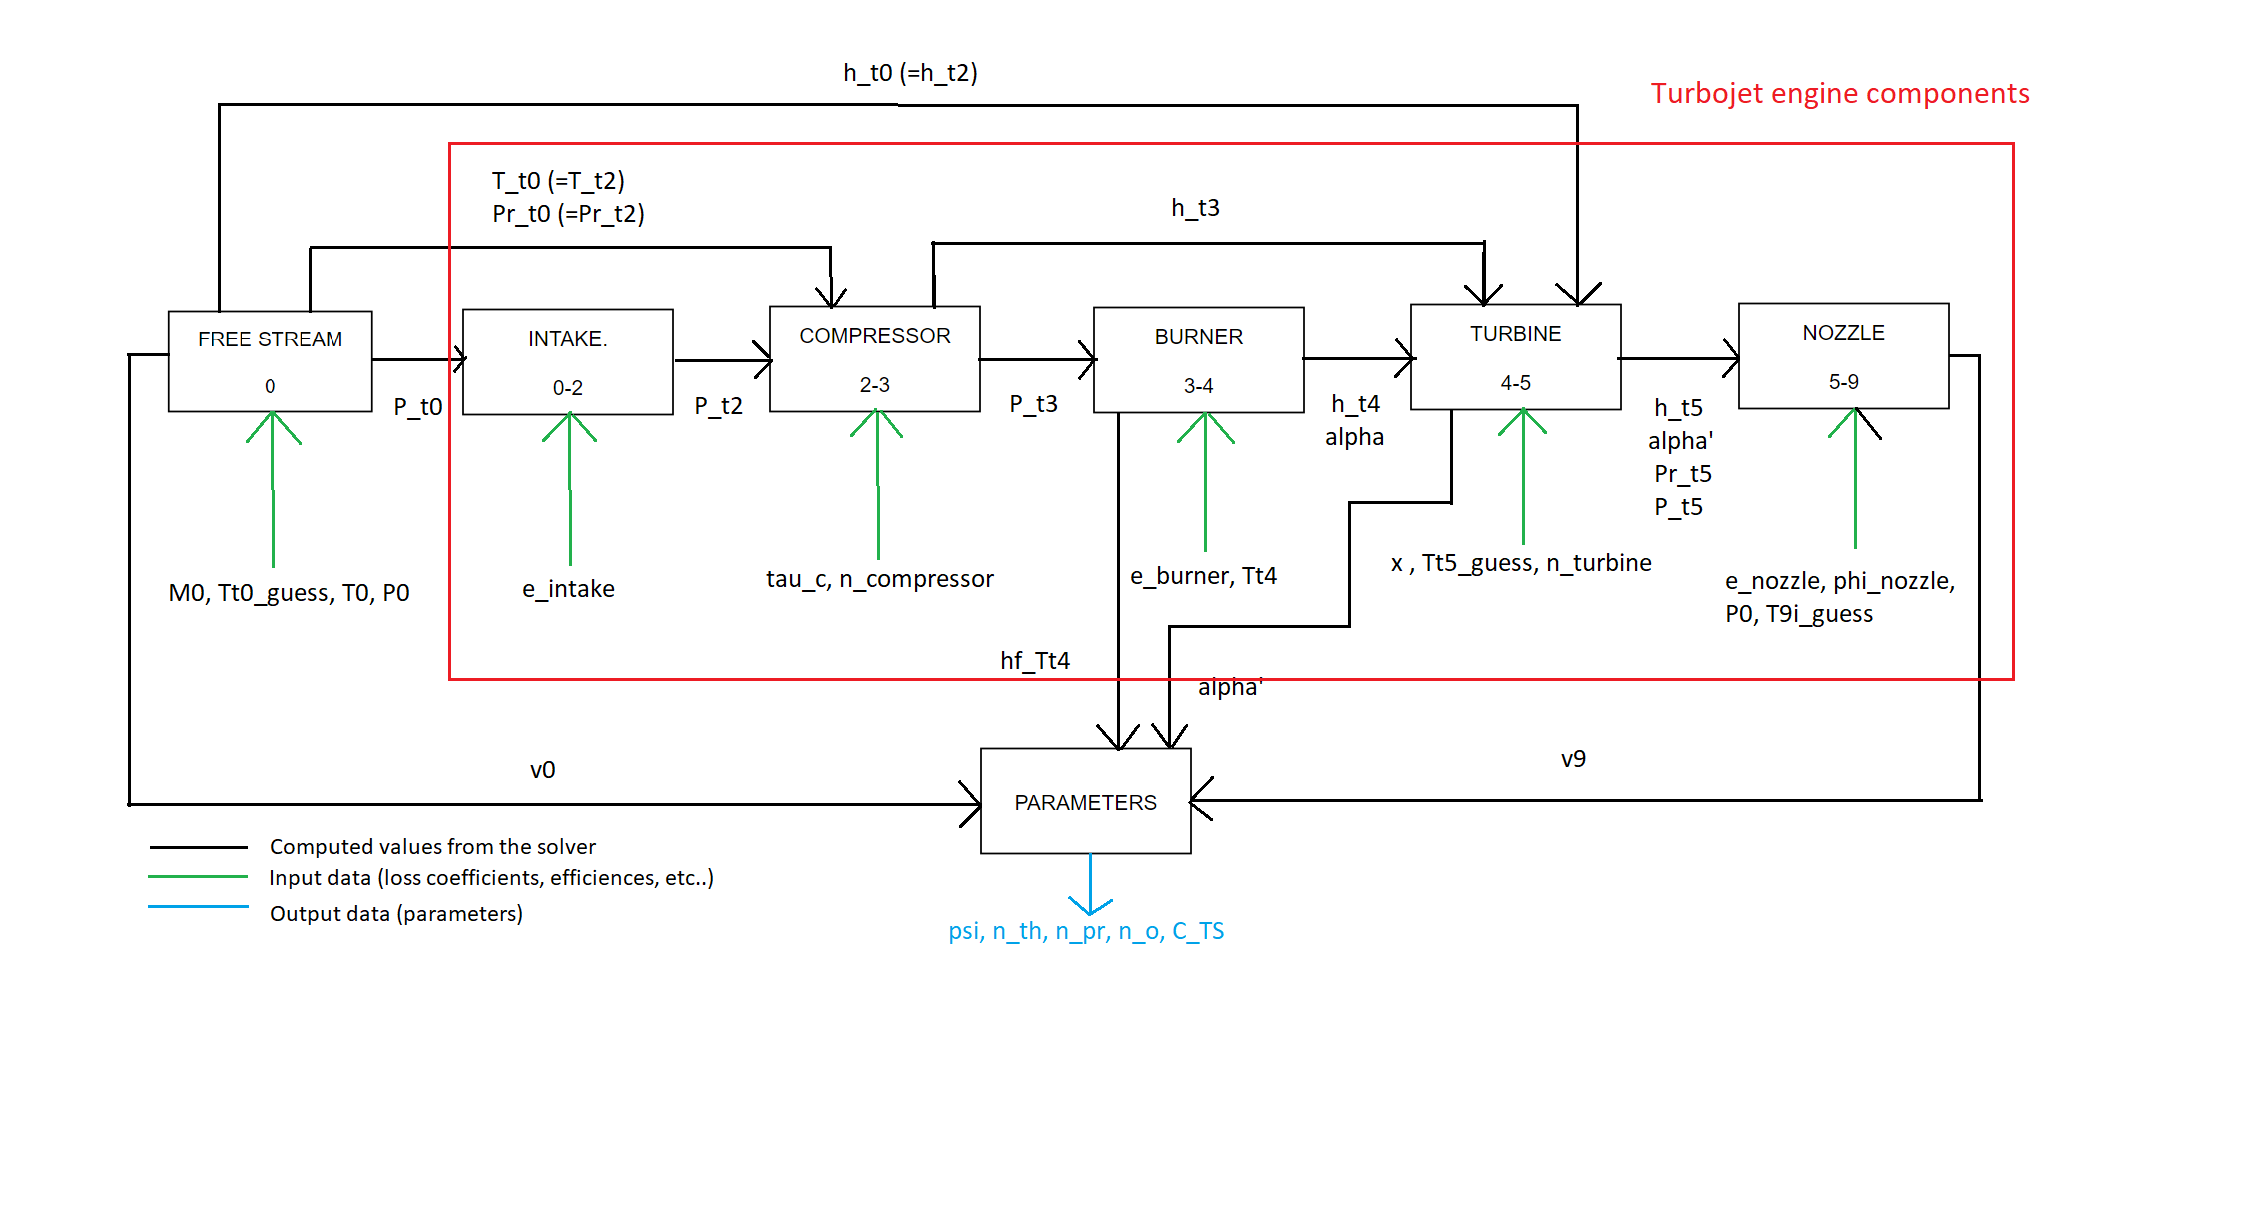 h_t0 (=h_t2)
Turbojet engine components
T_t0 (=T_t2)
Pr_t0 (=Pr_t2)
h_t3
FREE STREAM
0
INTAKE.
0-2
COMPRESSOR
2-3
BURNER
3-4
TURBINE
4-5
NOZZLE
5-9
P_t0
P_t2
P_t3
h_t4
alpha
h_t5
alpha'
Pr_t5
P_t5
M0, Tt0_guess, T0, P0
e_intake
tau_c, n_compressor
e_burner, Tt4
x , Tt5_guess, n_turbine
e_nozzle, phi_nozzle,
P0, T9i_guess
hf_Tt4
alpha'
v0
v9
PARAMETERS
Computed values from the solver
Input data (loss coefficients, efficiences, etc..)
Output data (parameters)
psi, n_th, n_pr, n_o, C_TS